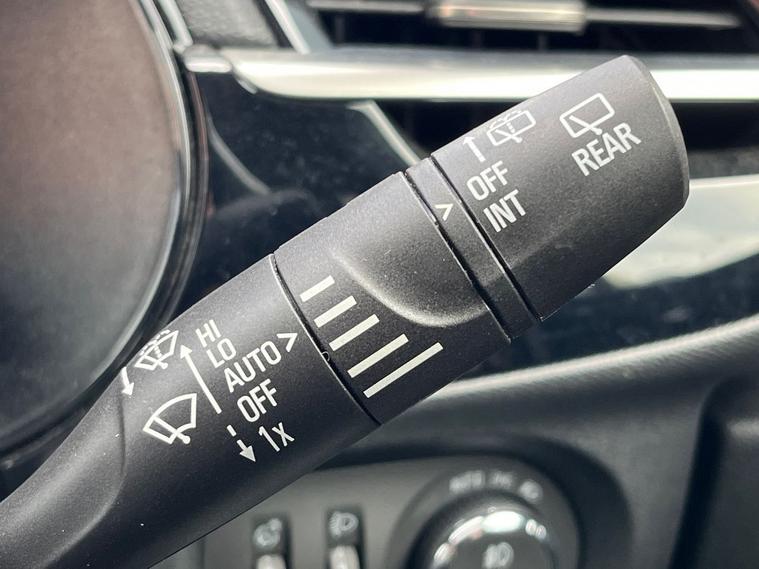 OFF
INT
REAR
HI
LO
AUTO
OFF
1x